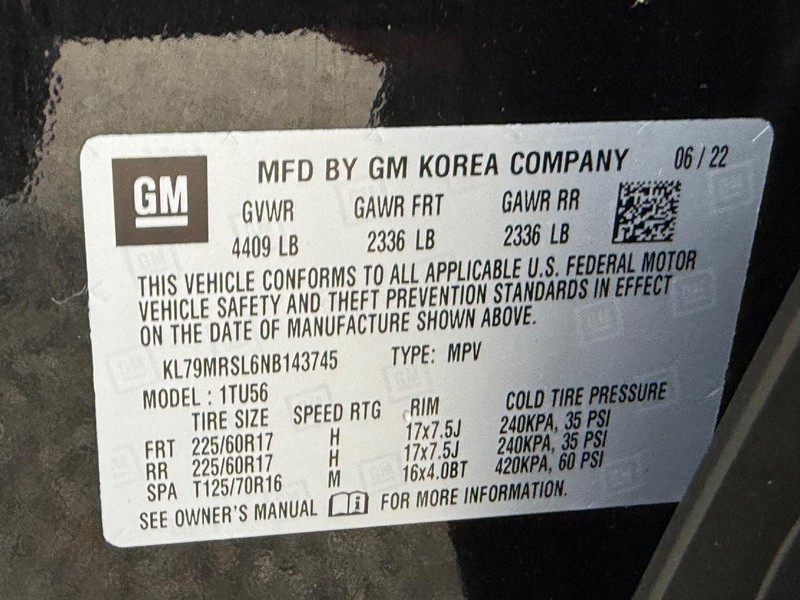 GM
MFD BY GM KOREA COMPANY 06/22
GVWR GAWR FRT GAWR RR
4409 LB 2336 LB 2336 LB
THIS VEHICLE CONFORMS TO ALL APPLICABLE U.S. FEDERAL MOTOR
VEHICLE SAFETY AND THEFT PREVENTION STANDARDS IN EFFECT
ON THE DATE OF MANUFACTURE SHOWN ABOVE.
KL79MRSL6NB143745 TYPE: MPV
MODEL : 1TU56
TIRE SIZE SPEED RTG RIM COLD TIRE PRESSURE
FRT 225/60R17 H 17x7.5J 240KPA, 35 PSI
RR 225/60R17 H 17x7.5J 240KPA, 35 PSI
SPA T125/70R16 M 16x4.0BT 420KPA, 60 PSI
SEE OWNER'S MANUAL FOR MORE INFORMATION.